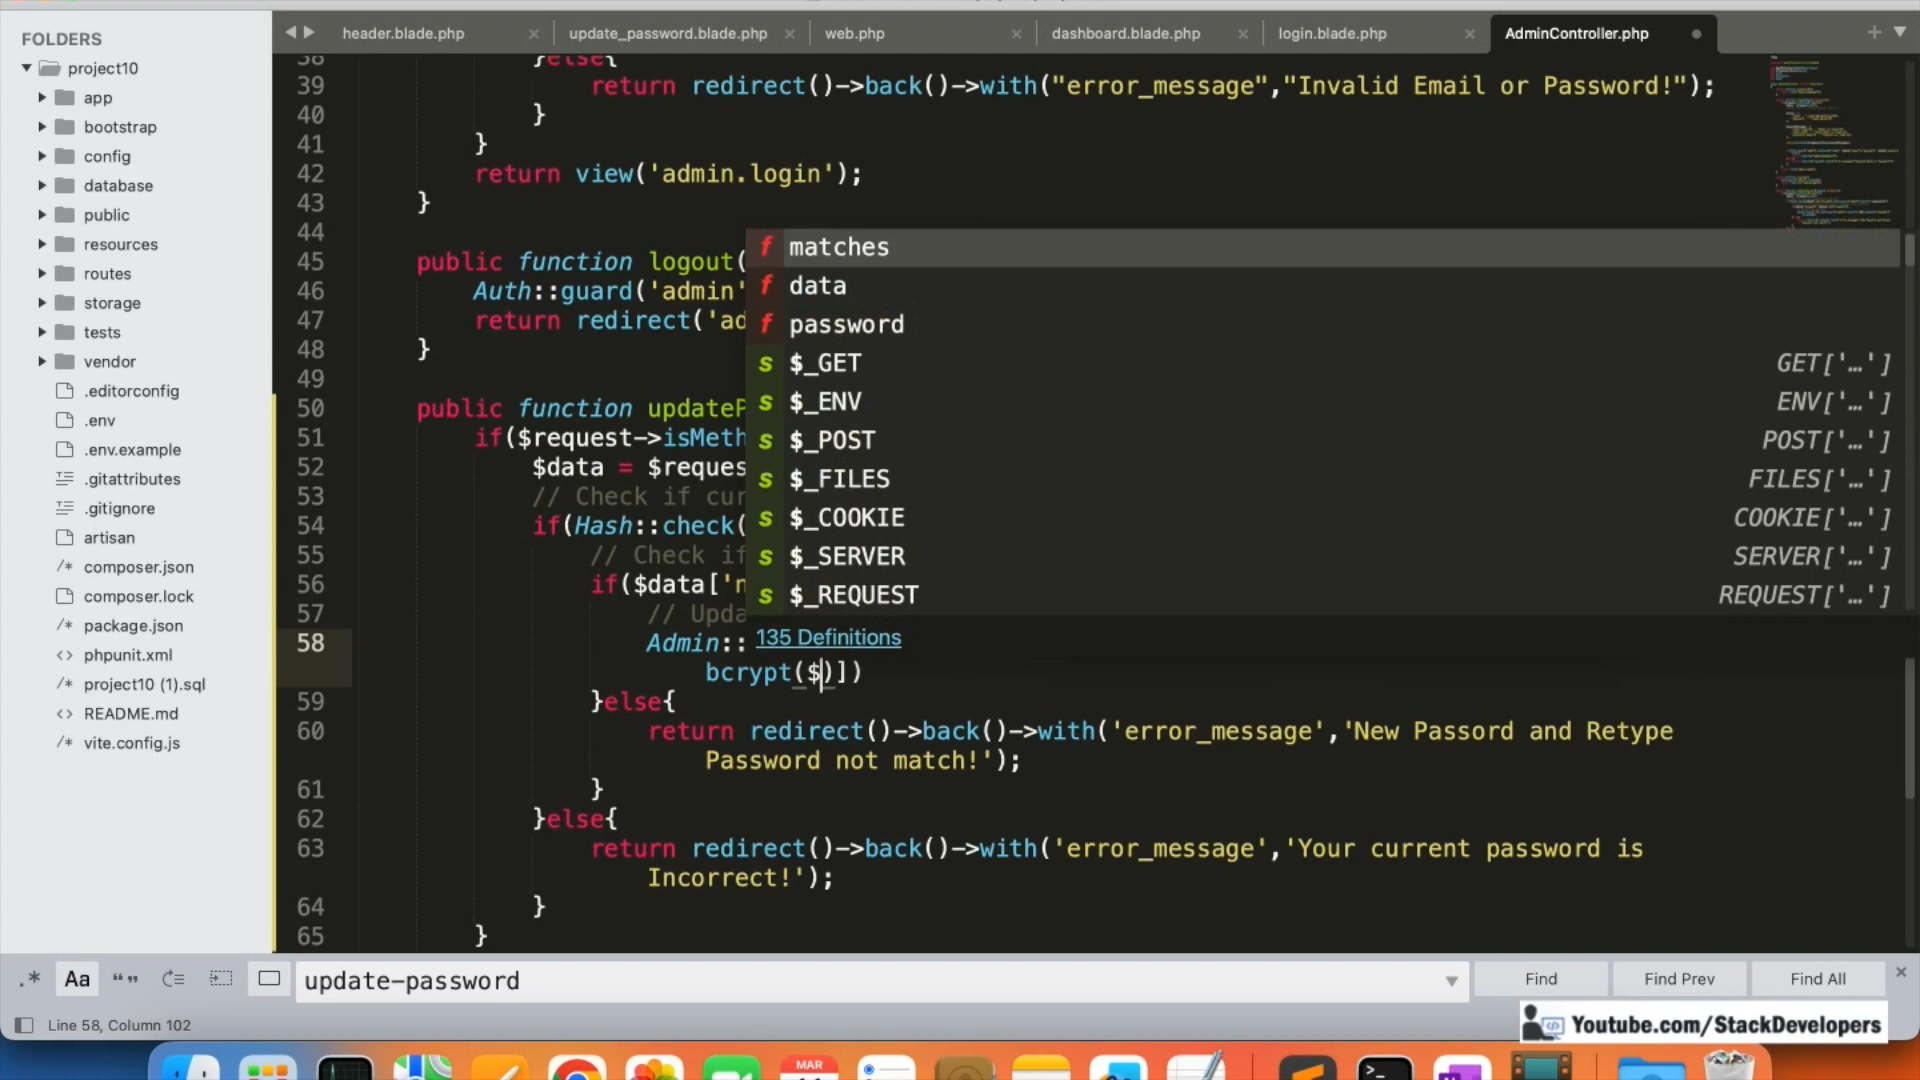 FOLDERS
project10
app
bootstrap
config
database
public
resources
routes
storage
tests
vendor
.editorconfig
.env
.env.example
.gitattributes
.gitignore
artisan
composer.json
composer.lock
package.json
phpunit.xml
project10 (1).sql
README.md
vite.config.js
header.blade.php
update_password.blade.php
web.php
dashboard.blade.php
login.blade.php
AdminController.php
38 }else{
39 return redirect()->back()->with("error_message","Invalid Email or Password!");
40 }
41 }
42 return view('admin.login');
43 }
44
45 public function logout(
46 Auth::guard('admin'
47 return redirect('ad
48 }
49
50 public function updateP
51 if($request->isMeth
52 $data = $reques
53 // Check if cur
54 if(Hash::check(
55 // Check if
56 if($data['n
57 // Upda
58 Admin::
bcrypt($)])
59 }else{
60 return redirect()->back()->with('error_message','New Passord and Retype
Password not match!');
61 }
62 }else{
63 return redirect()->back()->with('error_message','Your current password is
Incorrect!');
64 }
65 }
f matches
f data
f password
s $_GET GET['…']
s $_ENV ENV['…']
s $_POST POST['…']
s $_FILES FILES['…']
s $_COOKIE COOKIE['…']
s $_SERVER SERVER['…']
s $_REQUEST REQUEST['…']
135 Definitions
.* Aa “” update-password Find Find Prev Find All
Line 58, Column 102
Youtube.com/StackDevelopers
MAR